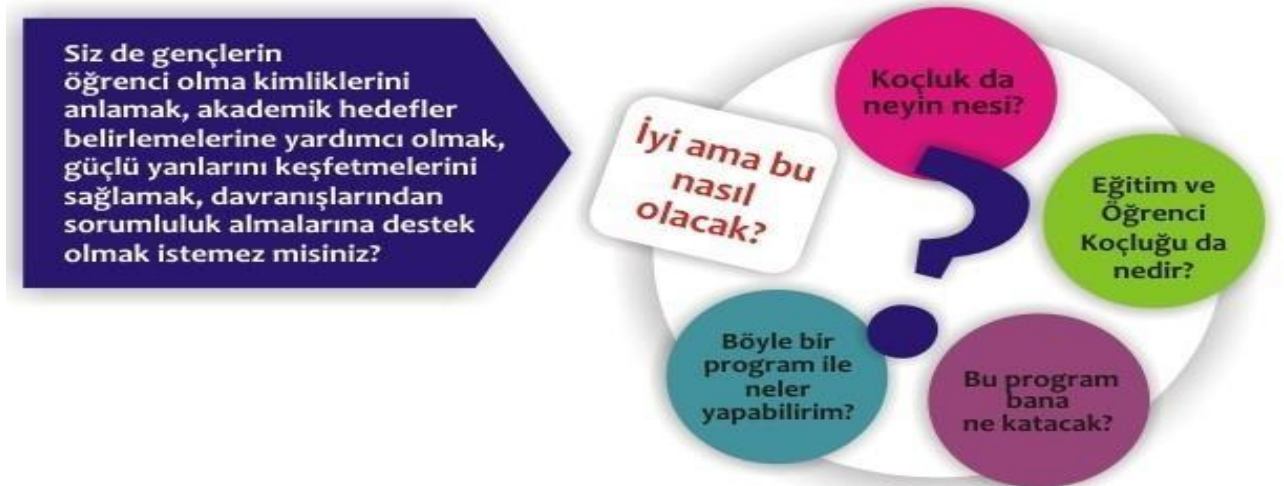 Siz de gençlerin
öğrenci olma kimliklerini
anlamak, akademik hedefler
belirlemelerine yardımcı olmak,
güçlü yanlarını keşfetmelerini
sağlamak, davranışlarından
sorumluluk almalarına destek
olmak istemez misiniz?
İyi ama bu
nasıl
olacak?
Koçluk da
neyin nesi?
Eğitim ve
Öğrenci
Koçluğu da
nedir?
Bu program
bana
ne katacak?
Böyle bir
program ile
neler
yapabilirim?
?